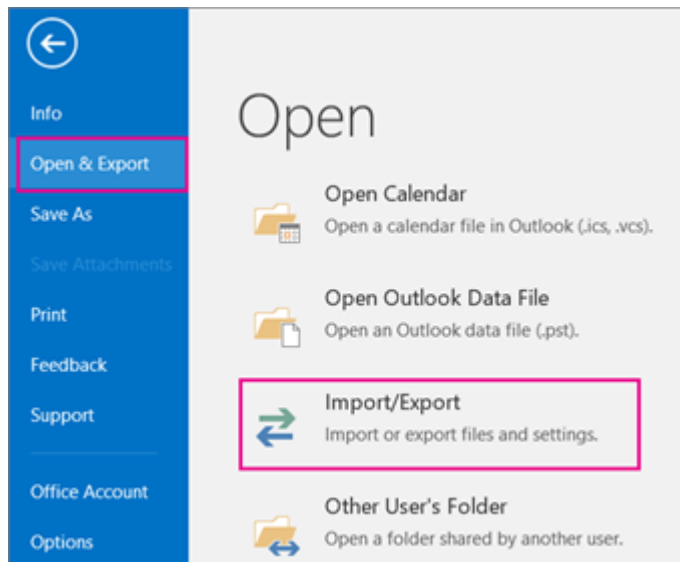 Info
Open & Export
Save As
Save Attachments
Print
Feedback
Support
Office Account
Options
Open
Open Calendar
Open a calendar file in Outlook (.ics, .vcs).
Open Outlook Data File
Open an Outlook data file (.pst).
Import/Export
Import or export files and settings.
Other User's Folder
Open a folder shared by another user.